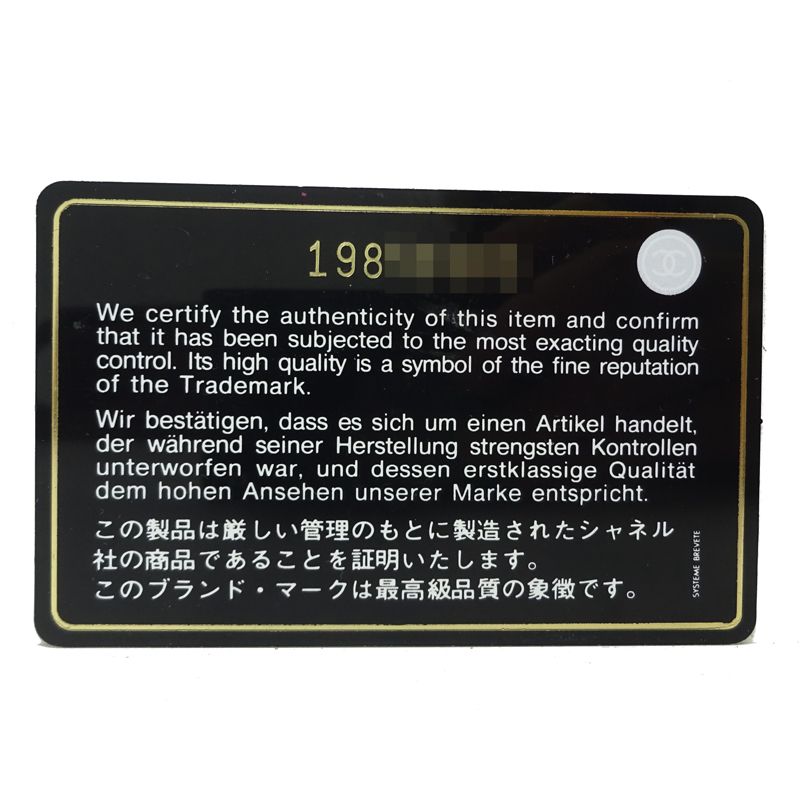 198
We certify the authenticity of this item and confirm
that it has been subjected to the most exacting quality
control. Its high quality is a symbol of the fine reputation
of the Trademark.
Wir bestätigen, dass es sich um einen Artikel handelt,
der während seiner Herstellung strengsten Kontrollen
unterworfen war, und dessen erstklassige Qualität
dem hohen Ansehen unserer Marke entspricht.
この製品は厳しい管理のもとに製造されたシャネル
社の商品であることを証明いたします。
このブランド・マークは最高級品質の象徴です。
SYSTEME BREVETE